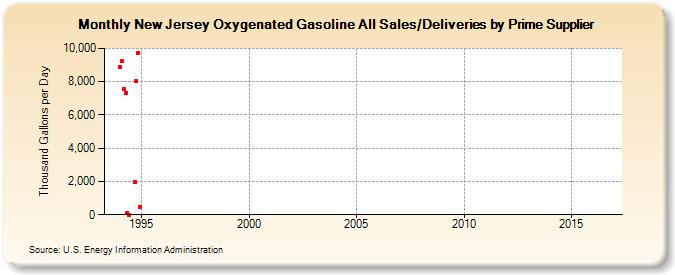 Monthly New Jersey Oxygenated Gasoline All Sales/Deliveries by Prime Supplier
Thousand Gallons per Day
10,000
8,000
6,000
4,000
2,000
0
1995 2000 2005 2010 2015
Source: U.S. Energy Information Administration